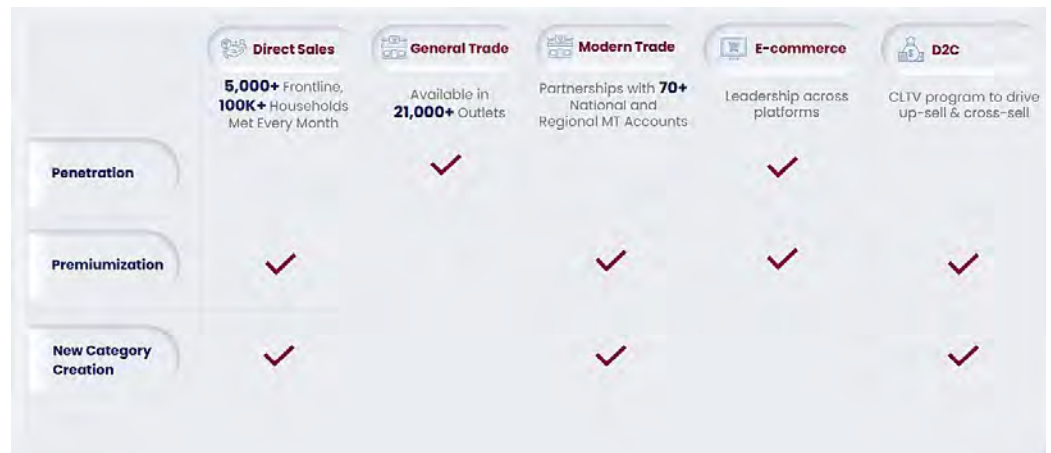 Direct Sales
General Trade
Modern Trade
E-commerce
D2C
5,000+ Frontline,
100K+ Households
Met Every Month
Available in
21,000+ Outlets
Partnerships with 70+
National and
Regional MT Accounts
Leadership across
platforms
CLTV program to drive
up-sell & cross-sell
Penetration
Premiumization
New Category
Creation